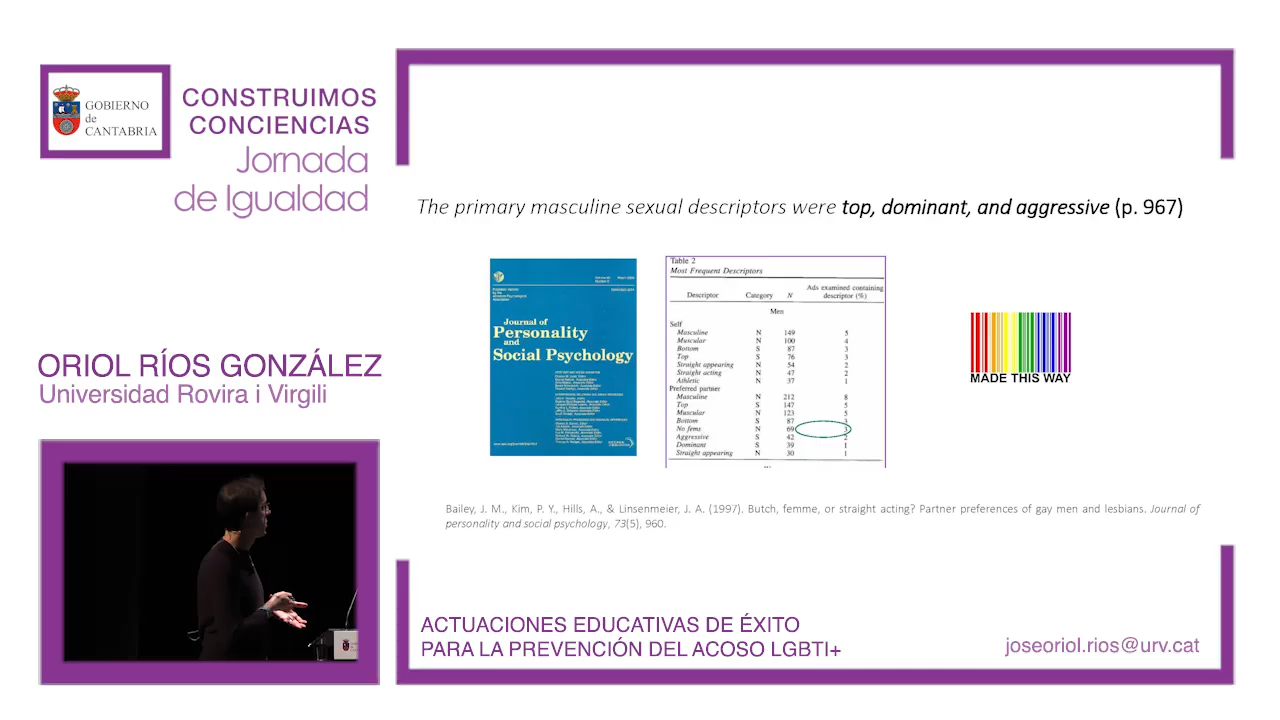 GOBIERNO
de
CANTABRIA
CONSTRUIMOS
CONCIENCIAS
Jornada
de Igualdad
ORIOL RÍOS GONZÁLEZ
Universidad Rovira i Virgili
The primary masculine sexual descriptors were top, dominant, and aggressive (p. 967)
Journal of
Personality
and
Social Psychology
Table 2
Most Frequent Descriptors
Ads examined containing
Descriptor Category N descriptor (%)
Men
Self
Masculine N 149 5
Muscular N 100 4
Bottom S 87 3
Top S 76 3
Straight appearing N 54 2
Straight acting N 47 2
Athletic N 37 1
Preferred partner
Masculine N 212 8
Top S 147 5
Muscular N 123 5
Bottom S 87
No fems N 69
Aggressive S 42 2
Dominant S 39 1
Straight appearing N 30 1
MADE THIS WAY
Bailey, J. M., Kim, P. Y., Hills, A., & Linsenmeier, J. A. (1997). Butch, femme, or straight acting? Partner preferences of gay men and lesbians. Journal of
personality and social psychology, 73(5), 960.
ACTUACIONES EDUCATIVAS DE ÉXITO
PARA LA PREVENCIÓN DEL ACOSO LGBTI+
joseoriol.rios@urv.cat